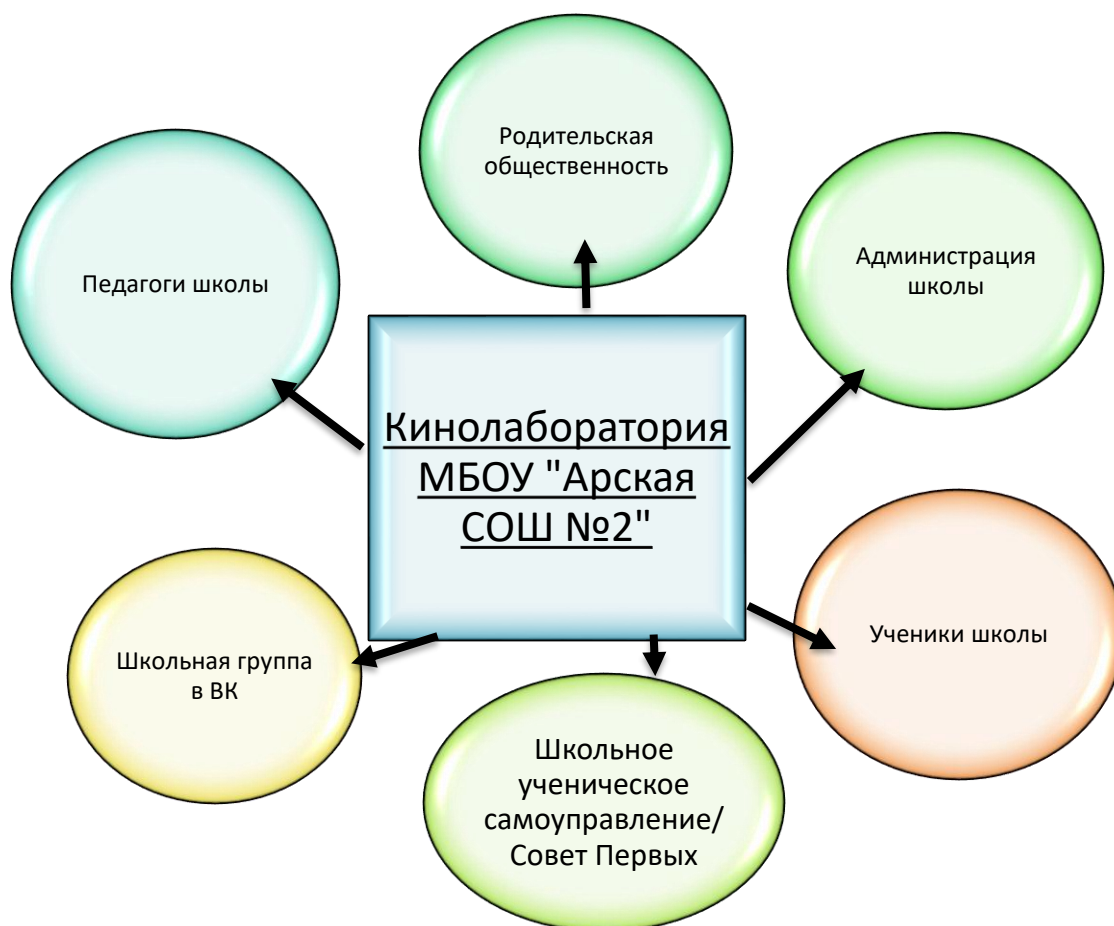 Родительская
общественность
Педагоги школы
Администрация
школы
Кинолаборатория
МБОУ "Арская
СОШ №2"
Ученики школы
Школьная группа
в ВК
Школьное
ученическое
самоуправление/
Совет Первых